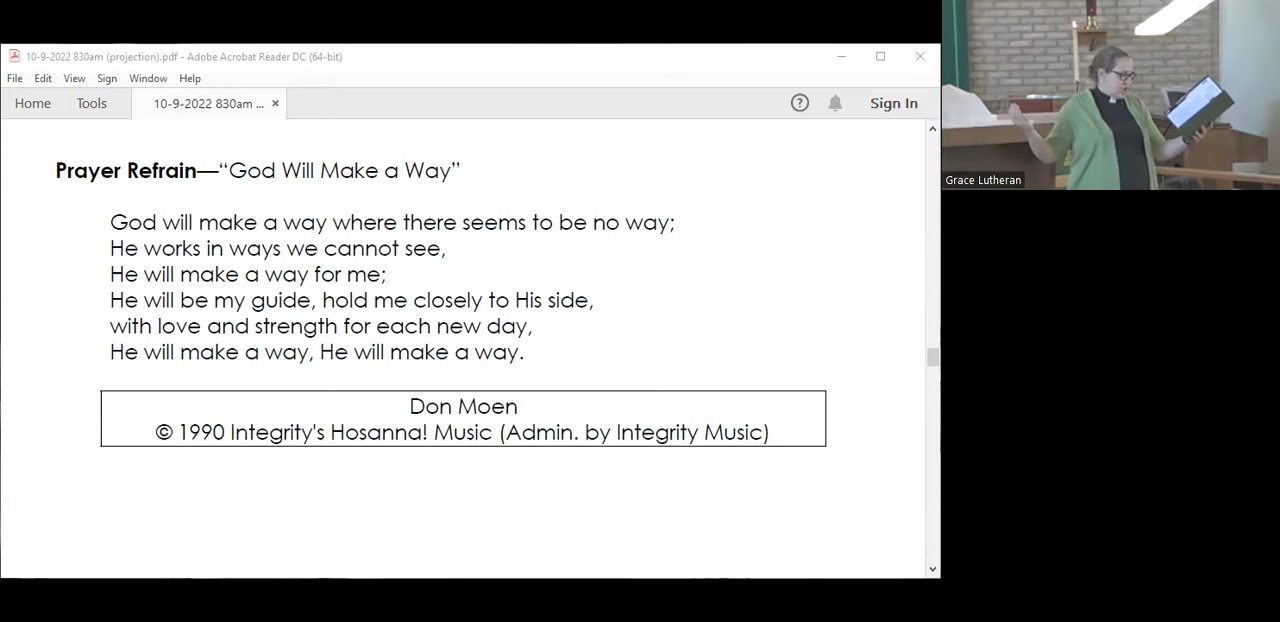 10-9-2022 830am (projection).pdf - Adobe Acrobat Reader DC (64-bit)
File Edit View Sign Window Help
Home Tools 10-9-2022 830am ... × ? Sign In
Prayer Refrain—“God Will Make a Way”
God will make a way where there seems to be no way;
He works in ways we cannot see,
He will make a way for me;
He will be my guide, hold me closely to His side,
with love and strength for each new day,
He will make a way, He will make a way.
Don Moen
© 1990 Integrity's Hosanna! Music (Admin. by Integrity Music)
Grace Lutheran